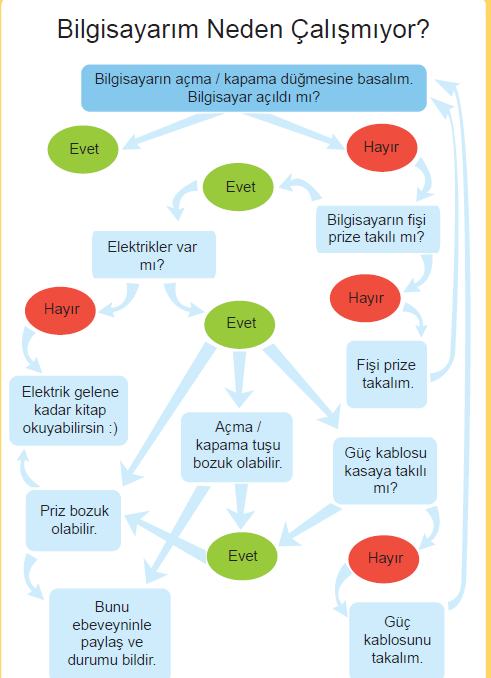 Bilgisayarım Neden Çalışmıyor?
Bilgisayarın açma / kapama düğmesine basalım.
Bilgisayar açıldı mı?
Evet
Hayır
Evet
Bilgisayarın fişi
prize takılı mı?
Elektrikler var
mı?
Hayır
Hayır
Evet
Fişi prize
takalım.
Elektrik gelene
kadar kitap
okuyabilirsin :)
Açma /
kapama tuşu
bozuk olabilir.
Güç kablosu
kasaya takılı
mı?
Priz bozuk
olabilir.
Evet
Hayır
Bunu
ebeveyninle
paylaş ve
durumu bildir.
Güç
kablosunu
takalım.